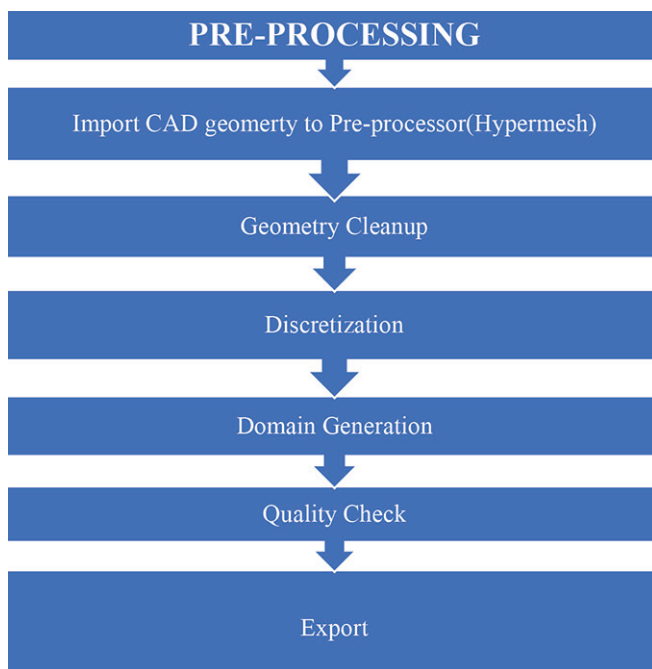 PRE-PROCESSING
Import CAD geomerty to Pre-processor(Hypermesh)
Geometry Cleanup
Discretization
Domain Generation
Quality Check
Export